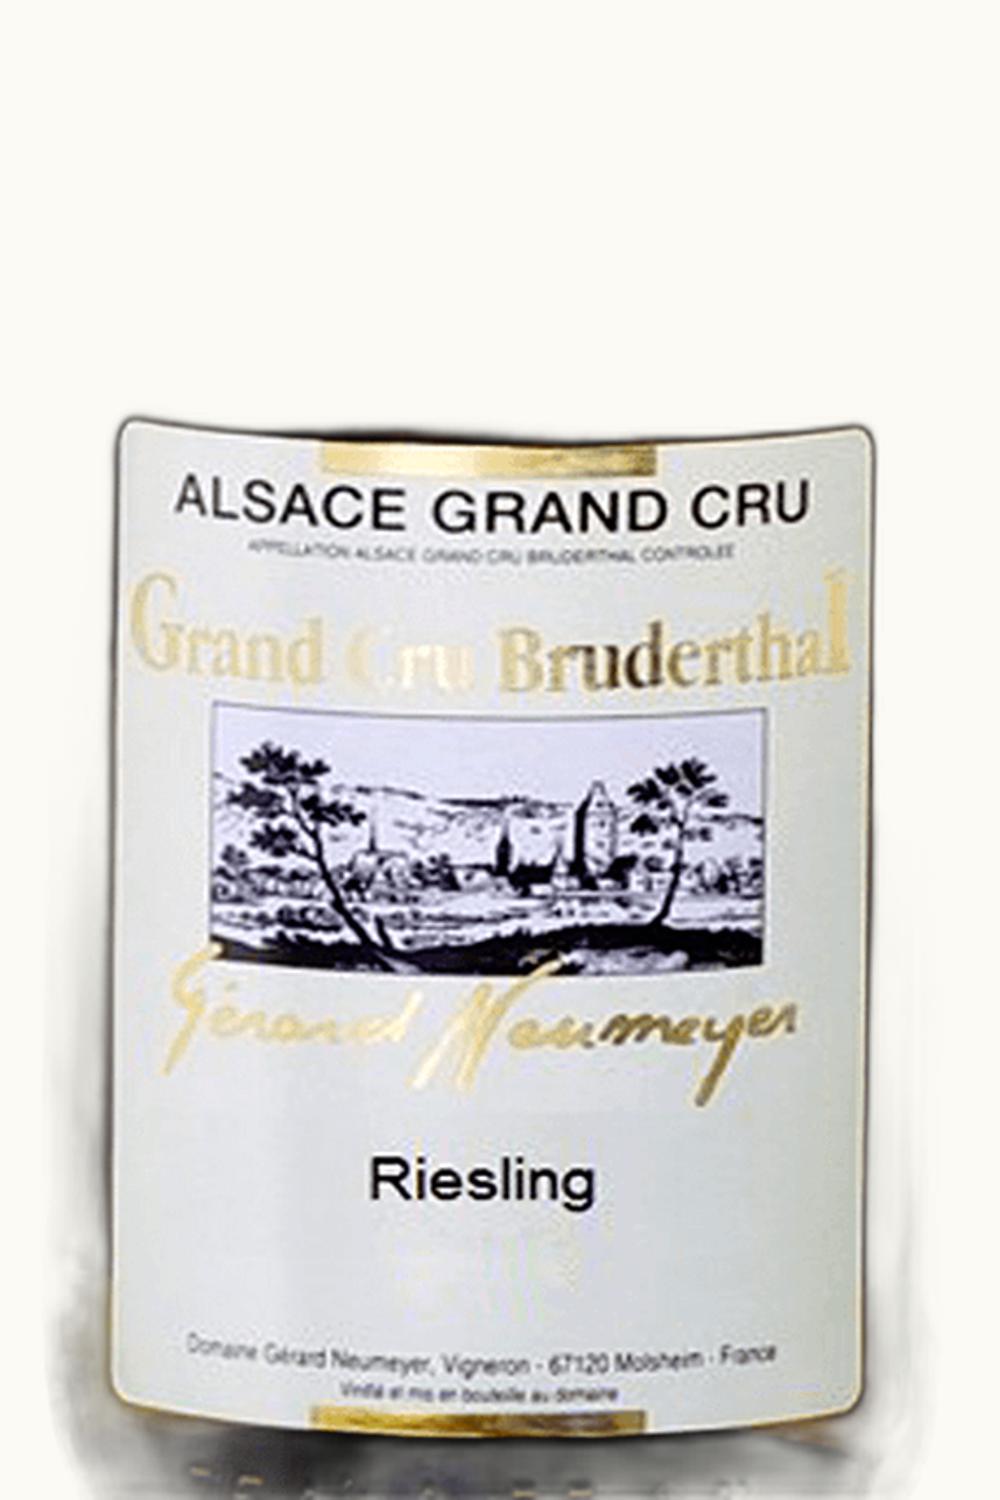 ALSACE GRAND CRU
APPELLATION ALSACE GRAND CRU BRUDERTHAL CONTROLEE
Grand Cru Bruderthal
Gérard Neumeyer
Riesling
Domaine Gérard Neumeyer, Vigneron - 67120 Molsheim - France
Vinifié et mis en bouteille au domaine